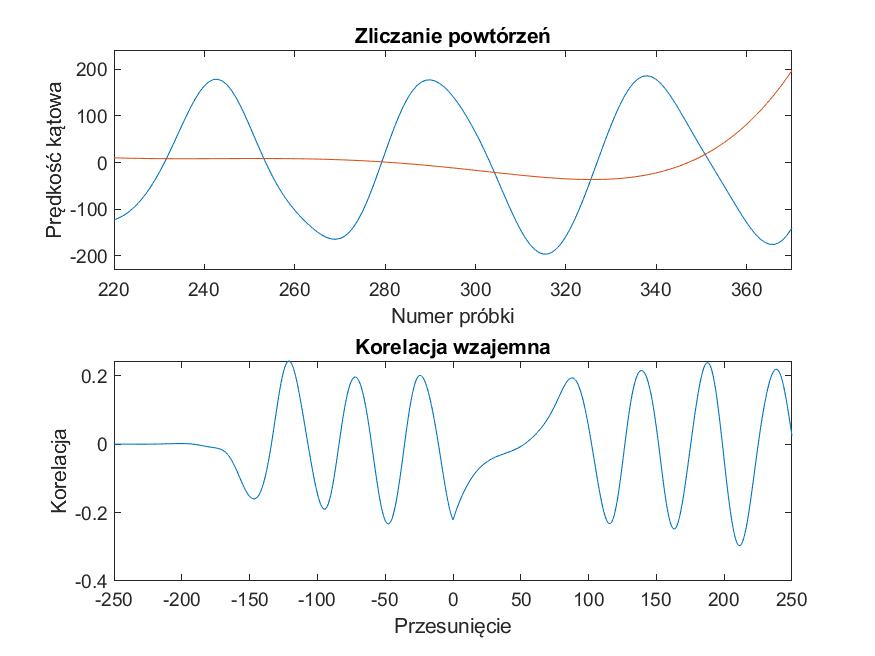 Zliczanie powtórzeń
200
100
0
-100
-200
Prędkość kątowa
220 240 260 280 300 320 340 360
Numer próbki
Korelacja wzajemna
0.2
0
-0.2
-0.4
Korelacja
-250 -200 -150 -100 -50 0 50 100 150 200 250
Przesunięcie